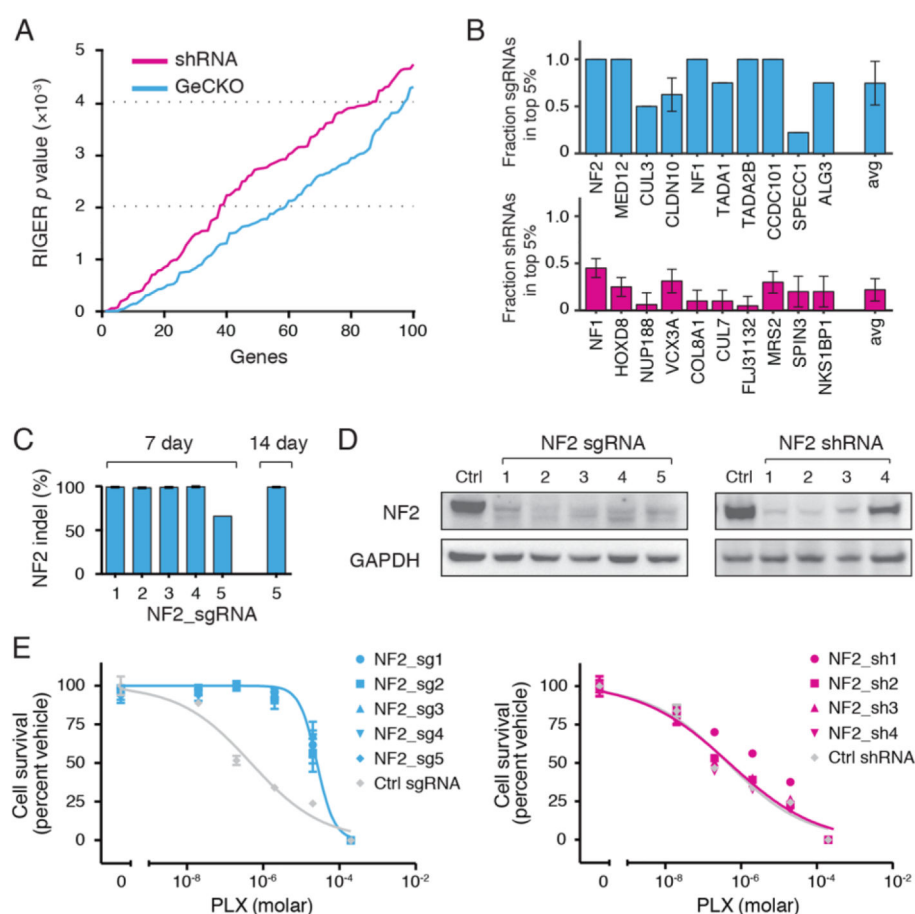 A
RIGER p value (×10⁻³)
5
4
3
2
1
0
shRNA
GeCKO
0 20 40 60 80 100
Genes
B
Fraction sgRNAs
in top 5%
1.0
0.5
0
NF2 MED12 CUL3 CLDN10 NF1 TADA1 TADA2B CCDC101 SPECC1 ALG3 avg
Fraction shRNAs
in top 5%
1.0
0.5
0
NF1 HOXD8 NUP188 VCX3A COL8A1 CUL7 FLJ31132 MRS2 SPIN3 NKS1BP1 avg
C
7 day 14 day
NF2 indel (%)
100
50
0
1 2 3 4 5 5
NF2_sgRNA
D
NF2 sgRNA NF2 shRNA
Ctrl 1 2 3 4 5 Ctrl 1 2 3 4
NF2
GAPDH
E
Cell survival
(percent vehicle)
100
75
50
25
0
0 10⁻⁸ 10⁻⁶ 10⁻⁴ 10⁻²
PLX (molar)
NF2_sg1
NF2_sg2
NF2_sg3
NF2_sg4
NF2_sg5
Ctrl sgRNA
Cell survival
(percent vehicle)
100
75
50
25
0
0 10⁻⁸ 10⁻⁶ 10⁻⁴ 10⁻²
PLX (molar)
NF2_sh1
NF2_sh2
NF2_sh3
NF2_sh4
Ctrl shRNA